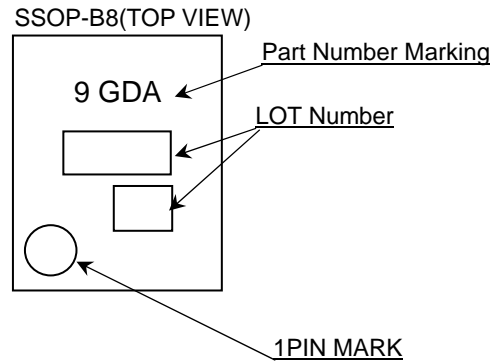 SSOP-B8(TOP VIEW)
Part Number Marking
9 GDA
LOT Number
1PIN MARK